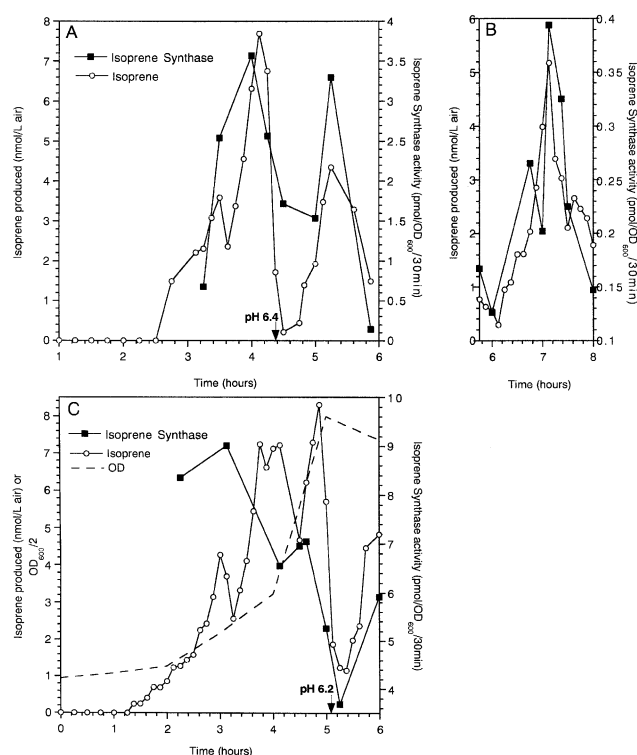 A
Isoprene Synthase
Isoprene
Isoprene produced (nmol/L air)
8
7
6
5
4
3
2
1
0
4
3.5
3
2.5
2
1.5
1
0.5
0
Isoprene Synthase activity (pmol/OD600/30min)
pH 6.4
1 2 3 4 5 6
Time (hours)
B
Isoprene produced (nmol/L air)
6
5
4
3
2
1
0
0.4
0.35
0.3
0.25
0.2
0.15
0.1
Isoprene Synthase activity (pmol/OD600/30min)
6 7 8
Time (hours)
C
Isoprene Synthase
Isoprene
OD
Isoprene produced (nmol/L air) or
OD600/2
8
7
6
5
4
3
2
1
0
10
9
8
7
6
5
4
Isoprene Synthase activity (pmol/OD600/30min)
pH 6.2
0 1 2 3 4 5 6
Time (hours)